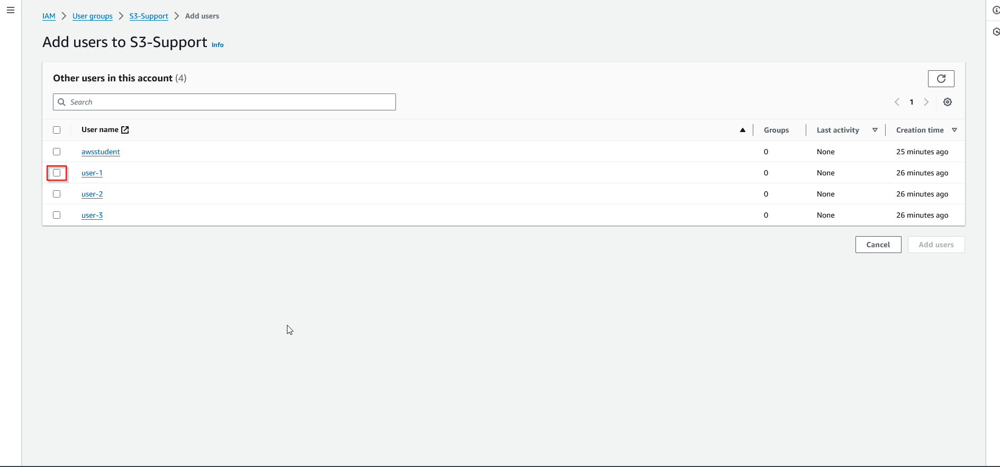 IAM User groups S3-Support Add users
Add users to S3-Support Info
Other users in this account (4)
Search
1
User name Groups Last activity Creation time
awsstudent 0 None 25 minutes ago
user-1 0 None 26 minutes ago
user-2 0 None 26 minutes ago
user-3 0 None 26 minutes ago
Cancel Add users